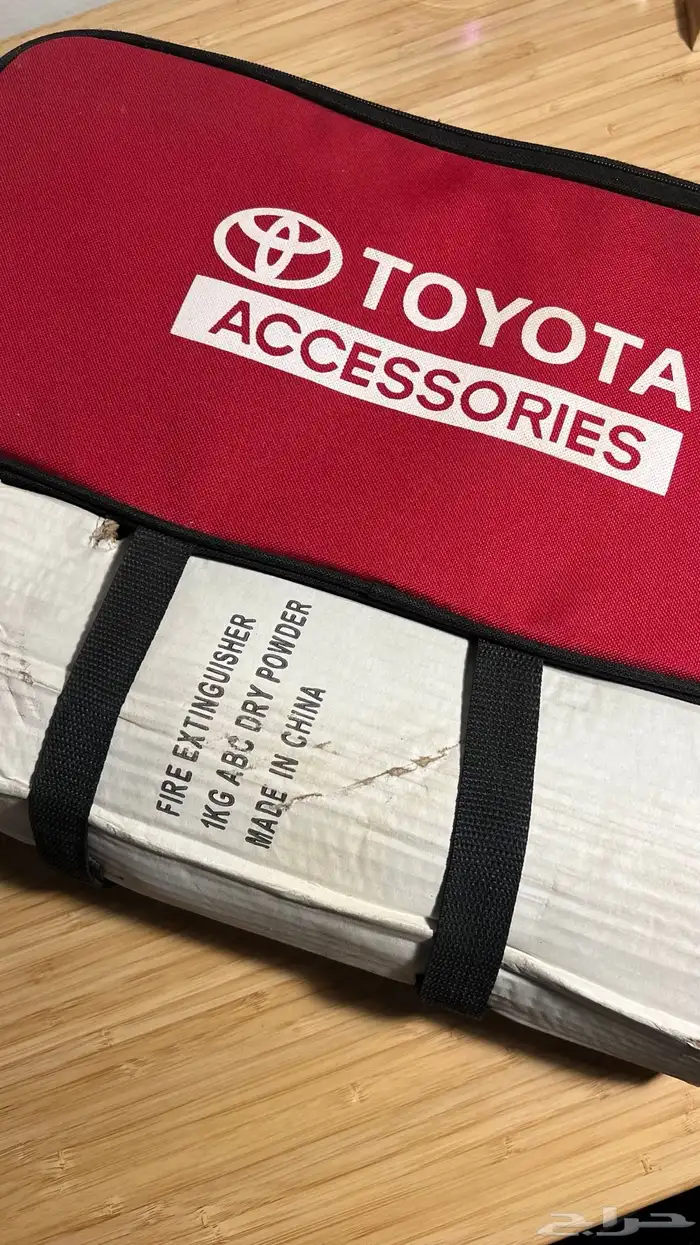 TOYOTA
ACCESSORIES
FIRE EXTINGUISHER
1KG ABC DRY POWDER
MADE IN CHINA
حراج